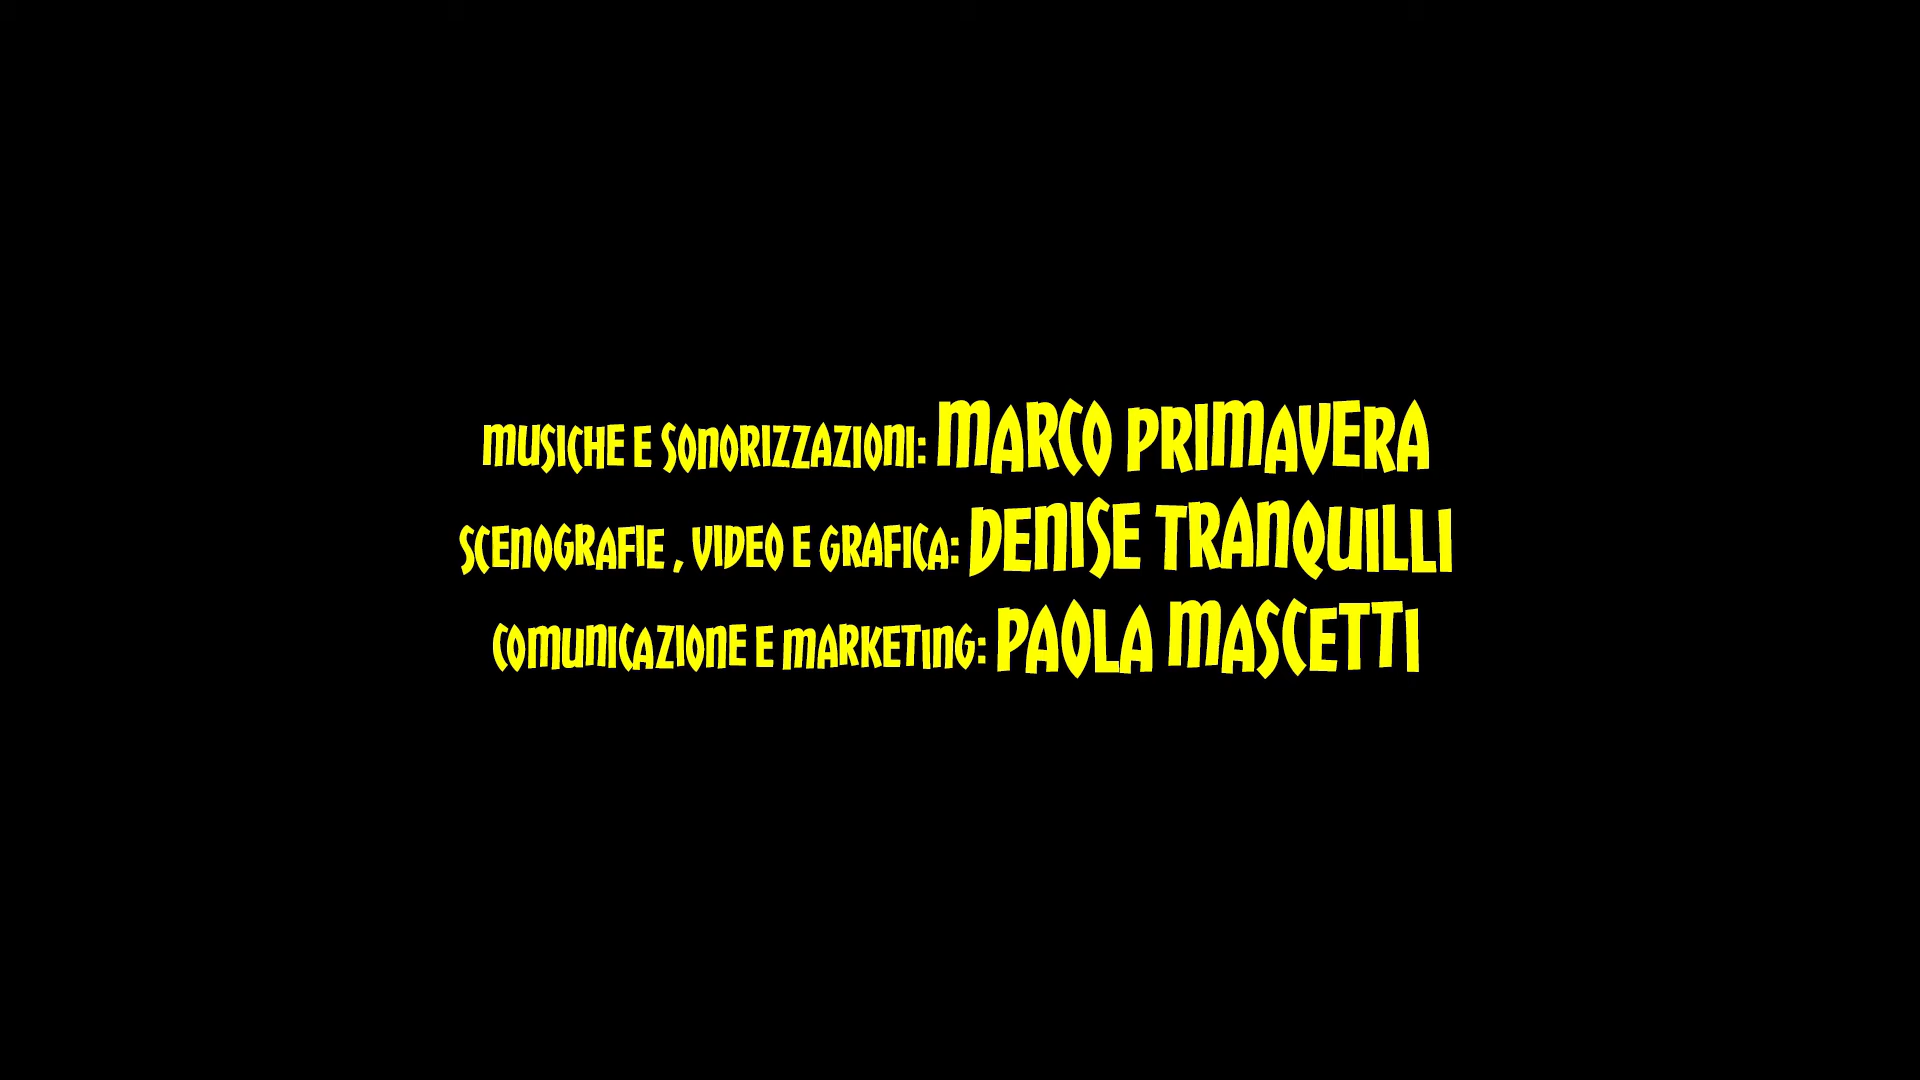 MUSICHE E SONORIZZAZIONI: MARCO PRIMAVERA
SCENOGRAFIE , VIDEO E GRAFICA: DENISE TRANQUILLI
COMUNICAZIONE E MARKETING: PAOLA MASCETTI